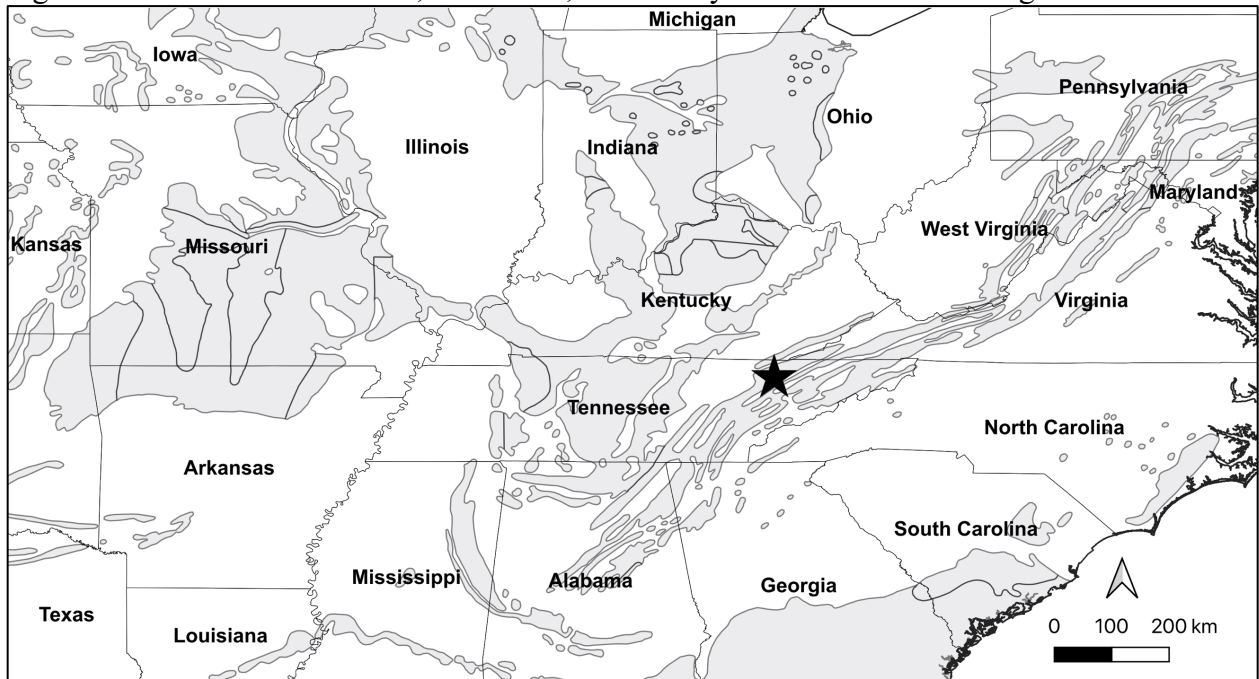 Michigan
Iowa
Pennsylvania
Ohio
Illinois
Indiana
Maryland
West Virginia
Kansas
Missouri
Kentucky
Virginia
Tennessee
North Carolina
Arkansas
South Carolina
Mississippi
Alabama
Georgia
Texas
Louisiana
0 100 200 km